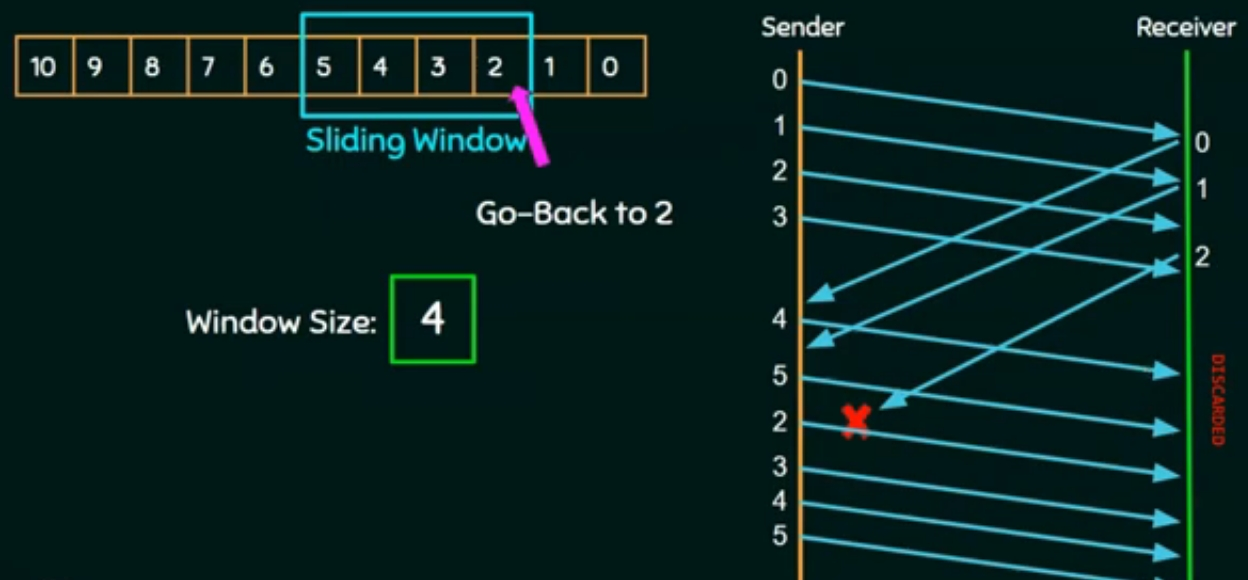 10 9 8 7 6 5 4 3 2 1 0
Sliding Window
Go-Back to 2
Window Size: 4
Sender
0
1
2
3
4
5
2
3
4
5
Receiver
0
1
2
DISCARDED